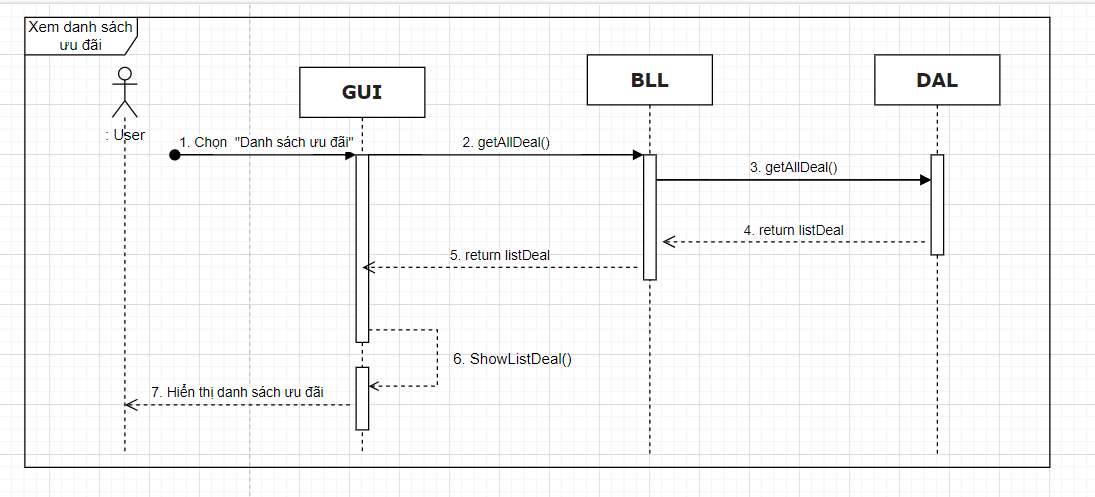 Xem danh sách
ưu đãi
GUI
BLL
DAL
: User
1. Chọn "Danh sách ưu đãi"
2. getAllDeal()
3. getAllDeal()
4. return listDeal
5. return listDeal
6. ShowListDeal()
7. Hiển thị danh sách ưu đãi